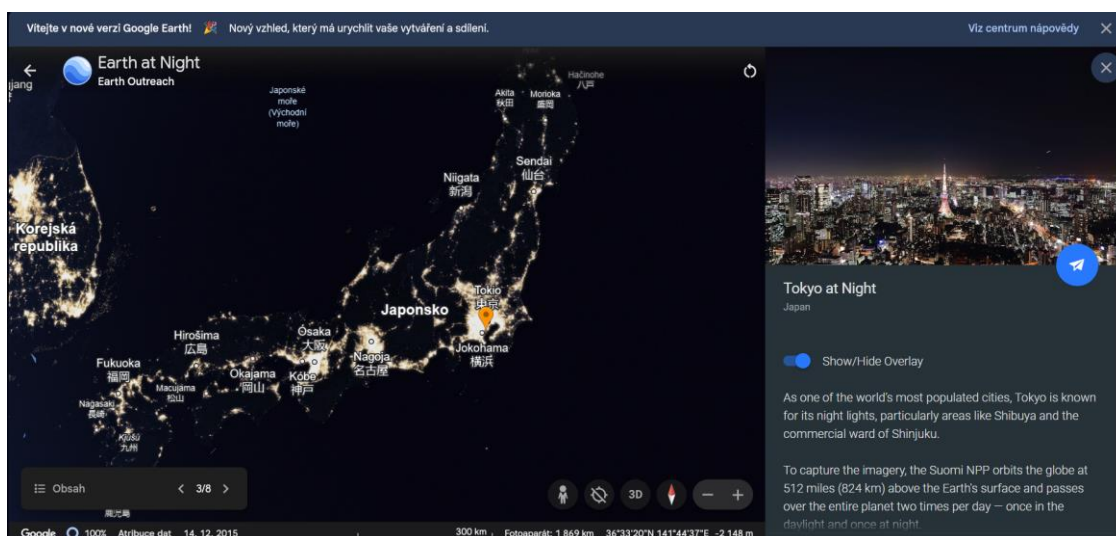 Vítejte v nové verzi Google Earth! 🎉 Nový vzhled, který má urychlit vaše vytváření a sdílení.
Viz centrum nápovědy
Earth at Night
Earth Outreach
jiang
Japonské
moře
(Východní
moře)
Hačinohe
八戸
Akita
秋田
Morioka
盛岡
Sendai
仙台
Niigata
新潟
Korejská
republika
Tokio
東京
Japonsko
Jokohama
横浜
Nagoja
名古屋
Ósaka
大阪
Kóbe
神戸
Okajama
岡山
Hirošima
広島
Macujama
松山
Fukuoka
福岡
Nagasaki
長崎
Kjúšú
九州
鹿児島
Obsah
3/8
3D
Google
100%
Atribuce dat
14. 12. 2015
300 km
Fotoaparát: 1 869 km
36°33'20"N 141°44'37"E
-2 148 m
Tokyo at Night
Japan
Show/Hide Overlay
As one of the world's most populated cities, Tokyo is known
for its night lights, particularly areas like Shibuya and the
commercial ward of Shinjuku.
To capture the imagery, the Suomi NPP orbits the globe at
512 miles (824 km) above the Earth's surface and passes
over the entire planet two times per day — once in the
daylight and once at night.